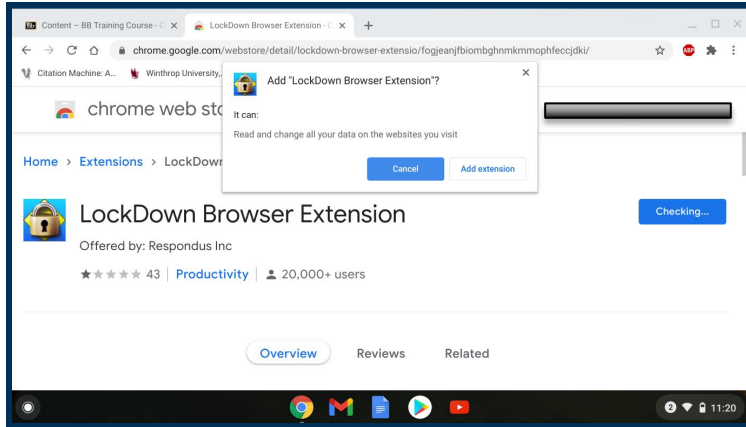 Content – BB Training Course - C
LockDown Browser Extension - C
chrome.google.com/webstore/detail/lockdown-browser-extensio/fogjeanjfbiombghnmkmmophfeccjdki/
ABP
Citation Machine: A...
Winthrop University,
Add "LockDown Browser Extension"?
It can:
Read and change all your data on the websites you visit
Cancel
Add extension
chrome web sto
Home > Extensions > LockDown
LockDown Browser Extension
Checking...
Offered by: Respondus Inc
43 | Productivity | 20,000+ users
Overview Reviews Related
2 11:20